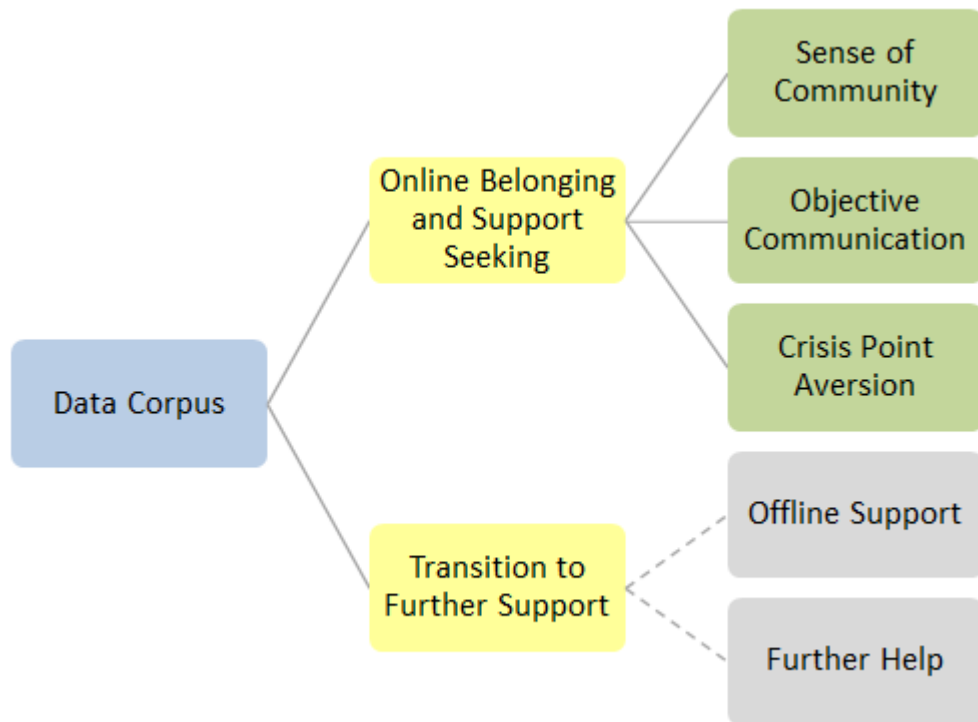 Sense of
Community
Online Belonging
and Support
Seeking
Objective
Communication
Crisis Point
Aversion
Data Corpus
Offline Support
Transition to
Further Support
Further Help